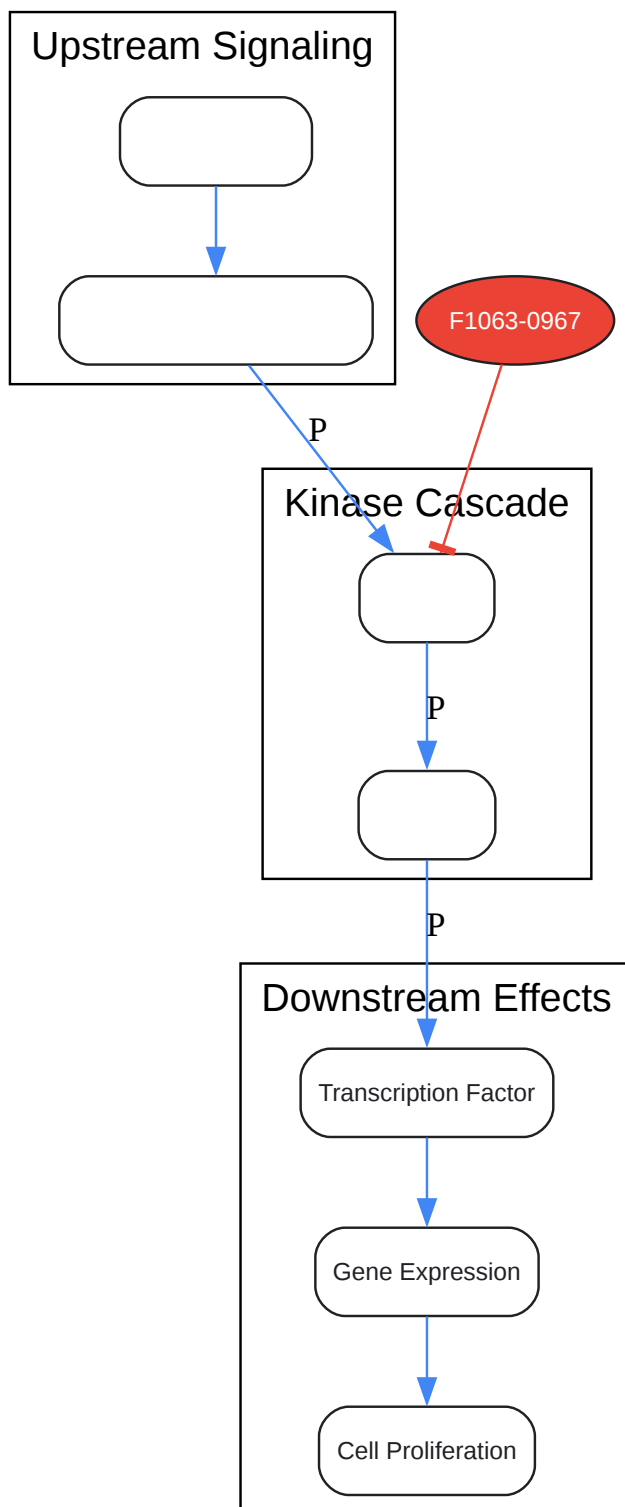 Upstream Signaling
F1063-0967
P
Kinase Cascade
P
P
Downstream Effects
Transcription Factor
Gene Expression
Cell Proliferation